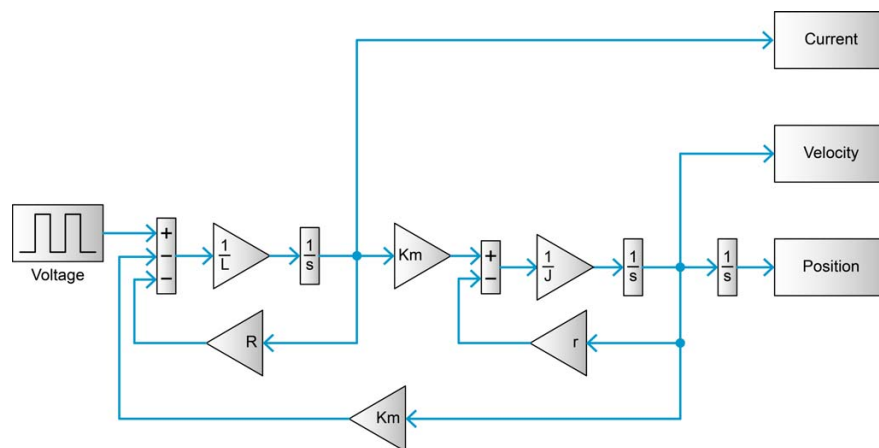 Current
Velocity
Voltage
+
−
−
1
L
1
s
Km
+
−
1
J
1
s
1
s
Position
R
r
Km